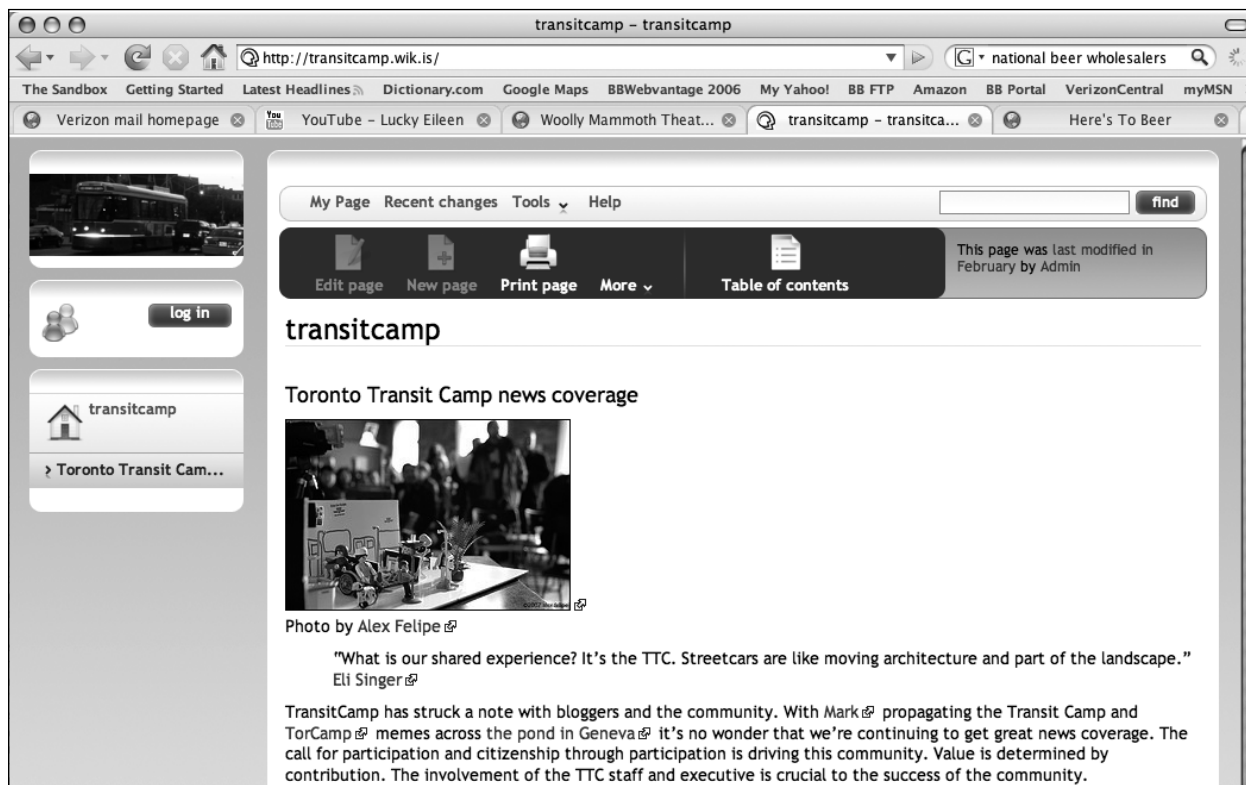 transitcamp – transitcamp
http://transitcamp.wik.is/
G national beer wholesalers
The Sandbox Getting Started Latest Headlines Dictionary.com Google Maps BBWebvantage 2006 My Yahoo! BB FTP Amazon BB Portal VerizonCentral myMSN
Verizon mail homepage You Tube YouTube – Lucky Eileen Woolly Mammoth Theat... transitcamp – transitca... Here's To Beer
My Page Recent changes Tools Help find
Edit page New page Print page More Table of contents
This page was last modified in
February by Admin
log in
transitcamp
Toronto Transit Cam...
transitcamp
Toronto Transit Camp news coverage
Photo by Alex Felipe
"What is our shared experience? It's the TTC. Streetcars are like moving architecture and part of the landscape."
Eli Singer
TransitCamp has struck a note with bloggers and the community. With Mark propagating the Transit Camp and
TorCamp memes across the pond in Geneva it's no wonder that we're continuing to get great news coverage. The
call for participation and citizenship through participation is driving this community. Value is determined by
contribution. The involvement of the TTC staff and executive is crucial to the success of the community.